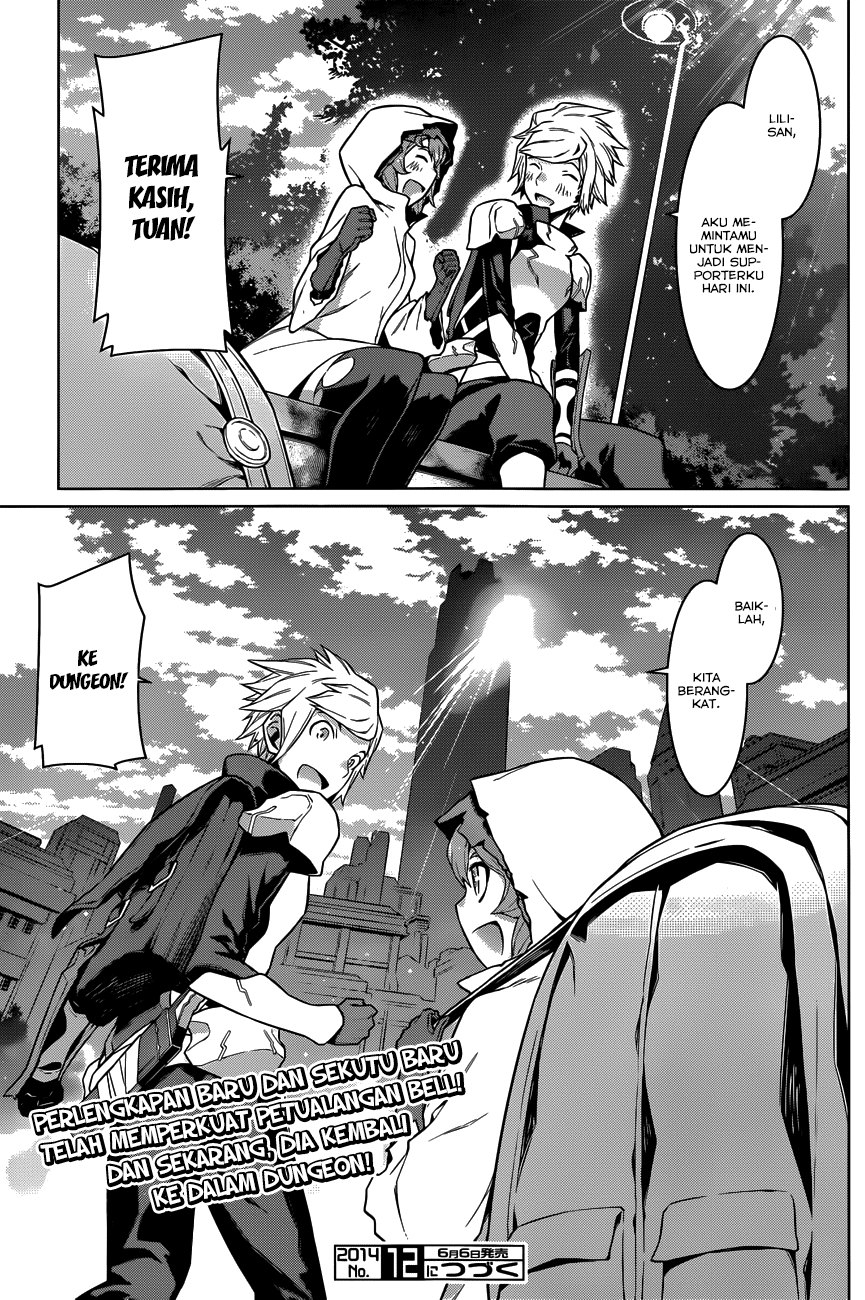 LILI-
SAN,
AKU ME-
MINTAMU
UNTUK MEN-
JADI SUP-
PORTERKU
HARI INI.
TERIMA
KASIH,
TUAN!
BAIK-
LAH,
KITA
BERANG-
KAT.
KE
DUNGEON!
PERLENGKAPAN BARU DAN SEKUTU BARU
TELAH MEMPERKUAT PETUALANGAN BELL!
DAN SEKARANG, DIA KEMBALI
KE DALAM DUNGEON!
2014 No. 12 6月6日発売 につづく